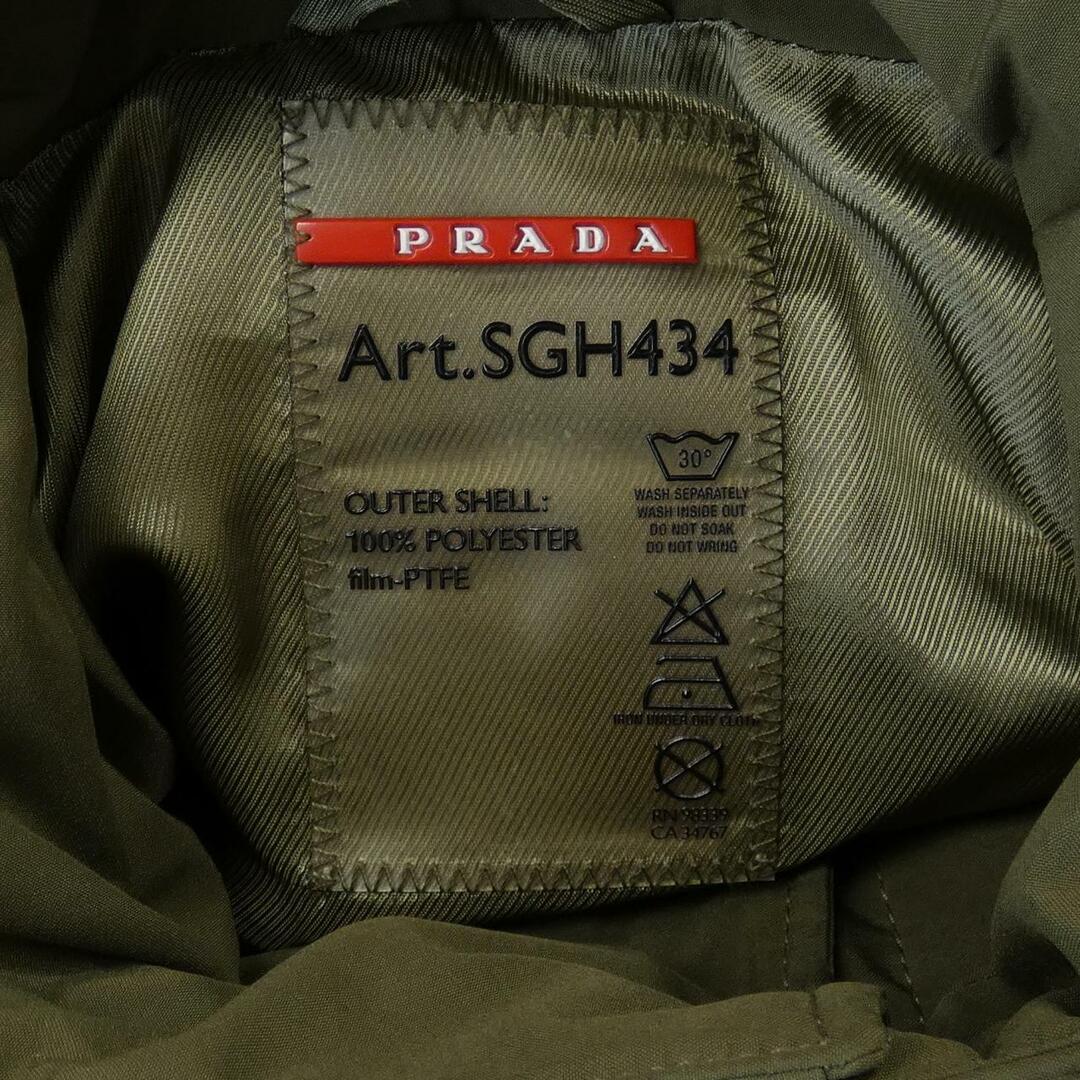 PRADA
Art.SGH434
30°
WASH SEPARATELY
WASH INSIDE OUT
DO NOT SOAK
DO NOT WRING
OUTER SHELL:
100% POLYESTER
film-PTFE
IRON UNDER DRY CLOTH
RN 98339
CA 34767